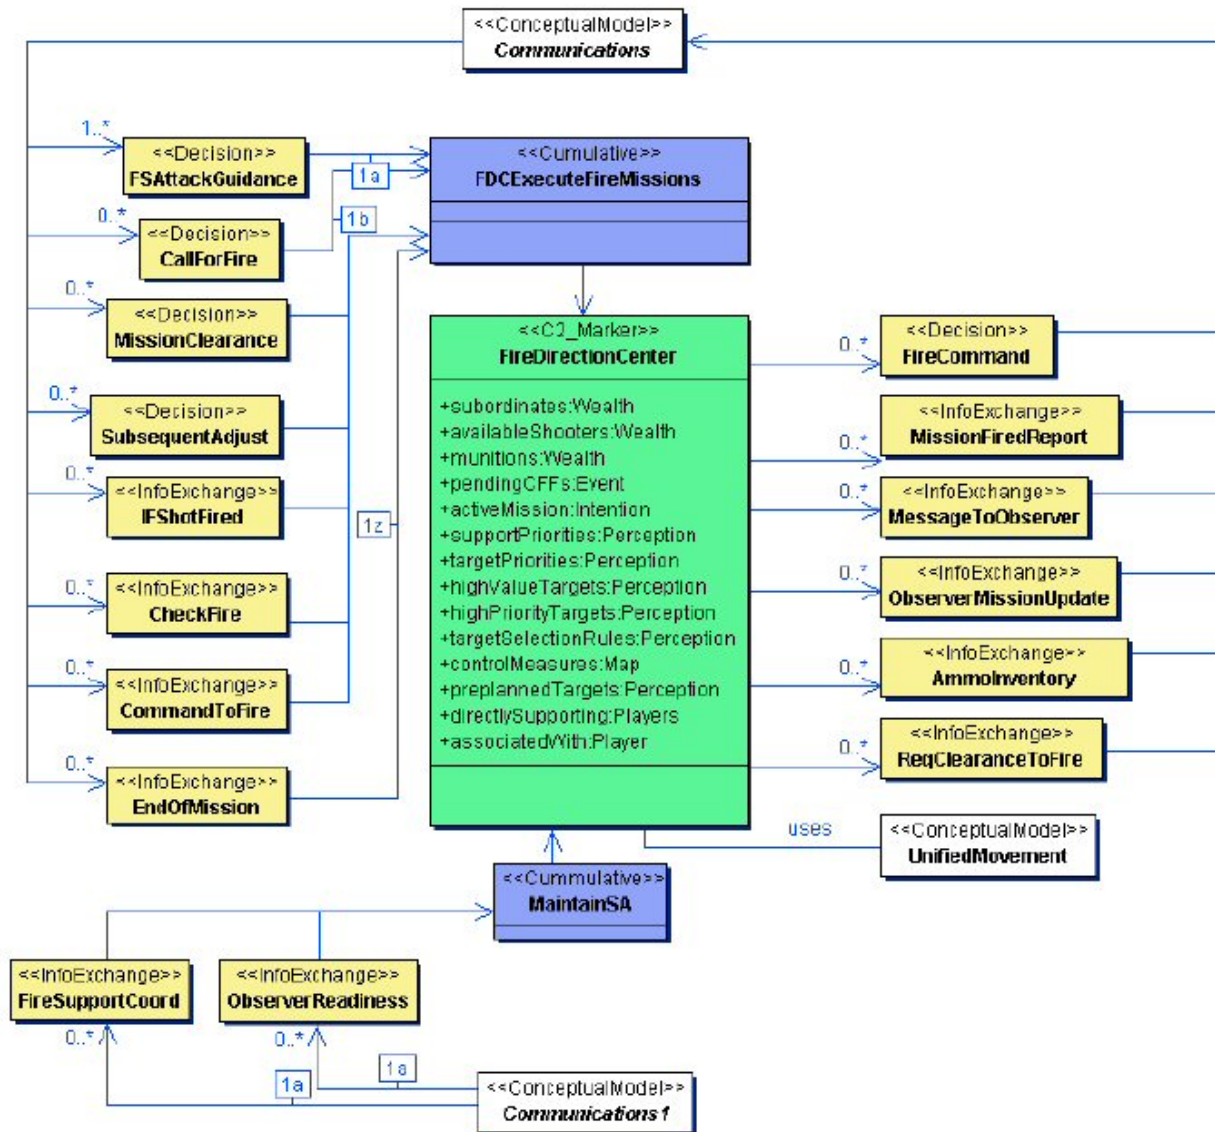 <<ConceptualModel>>
Communications
1..*
<<Decision>>
FSAttackGuidance
1a
<<Cumulative>>
FDCExecuteFireMissions
0..*
<<Decision>>
CallForFire
1b
0..*
<<Decision>>
MissionClearance
0..*
<<Decision>>
SubsequentAdjust
0..*
<<InfoExchange>>
IFShotFired
1z
0..*
<<InfoExchange>>
CheckFire
0..*
<<InfoExchange>>
CommandToFire
0..*
<<InfoExchange>>
EndOfMission
<<C2_Marker>>
FireDirectionCenter
+subordinates:Wealth
+availableShooters:Wealth
+munitions:Wealth
+pendingCFFs:Event
+activeMission:Intention
+supportPriorities:Perception
+targetPriorities:Perception
+highValueTargets:Perception
+highPriorityTargets:Perception
+targetSelectionRules:Perception
+controlMeasures:Map
+preplannedTargets:Perception
+directlySupporting:Players
+associatedWith:Player
0..*
<<Decision>>
FireCommand
<<InfoExchange>>
MissionFiredReport
0..*
<<InfoExchange>>
MessageToObserver
0..*
<<InfoExchange>>
ObserverMissionUpdate
0..*
<<InfoExchange>>
AmmoInventory
0..*
<<InfoExchange>>
ReqClearanceToFire
0..*
uses
<<ConceptualModel>>
UnifiedMovement
<<Cummulative>>
MaintainSA
<<InfoExchange>>
FireSupportCoord
<<InfoExchange>>
ObserverReadiness
0..*
0..*
1a
1a
<<ConceptualModel>>
Communications1